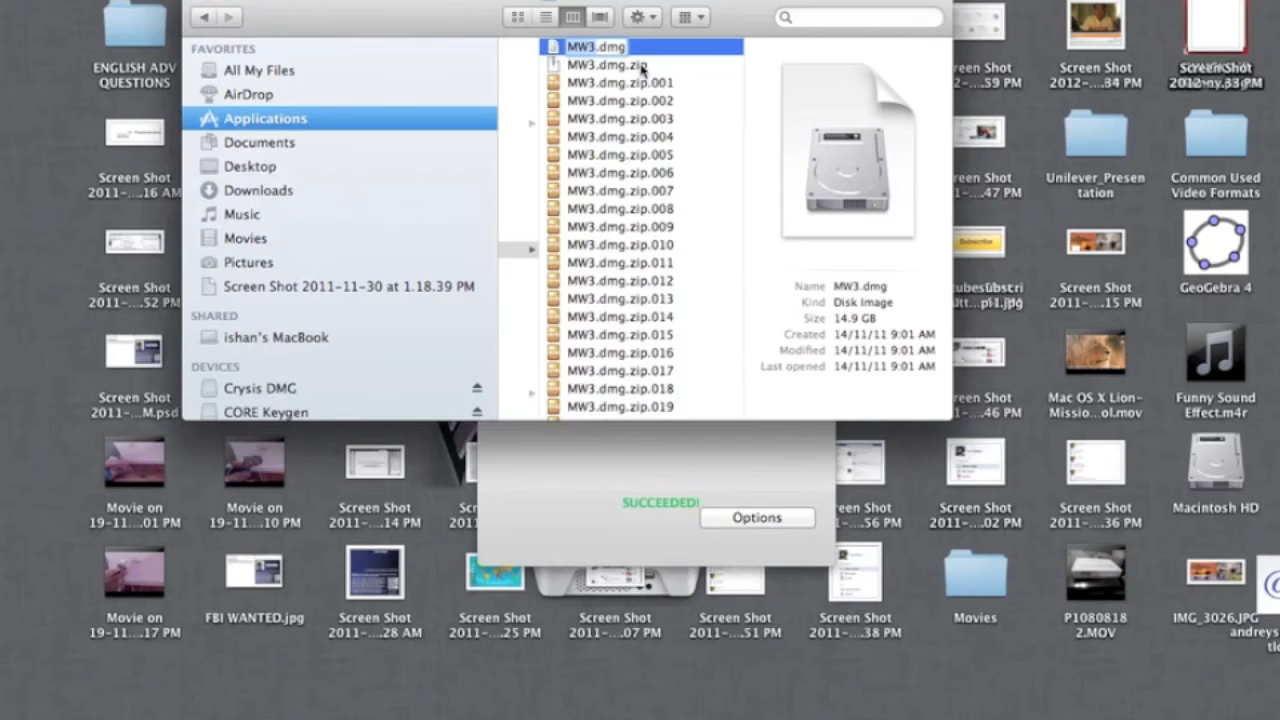 ENGLISH ADV
QUESTIONS
Screen Shot
2011-....16 AM
Screen Shot
2011-....52 PM
Screen Shot
2011-...M.psd
Movie on
19-11....01 PM
Movie on
19-11....10 PM
Screen Shot
2011-....14 PM
Movie on
19-11....17 PM
FBI WANTED.jpg
Screen Shot
2011-....28 AM
Screen Shot
2011-....25 PM
Screen Shot
2011-....07 PM
Screen Shot
2011-....51 PM
Screen Shot
2011-....38 PM
FAVORITES
All My Files
AirDrop
Applications
Documents
Desktop
Downloads
Music
Movies
Pictures
Screen Shot 2011-11-30 at 1.18.39 PM
SHARED
ishan's MacBook
DEVICES
Crysis DMG
CORE Keygen
MW3.dmg
MW3.dmg.zip
MW3.dmg.zip.001
MW3.dmg.zip.002
MW3.dmg.zip.003
MW3.dmg.zip.004
MW3.dmg.zip.005
MW3.dmg.zip.006
MW3.dmg.zip.007
MW3.dmg.zip.008
MW3.dmg.zip.009
MW3.dmg.zip.010
MW3.dmg.zip.011
MW3.dmg.zip.012
MW3.dmg.zip.013
MW3.dmg.zip.014
MW3.dmg.zip.015
MW3.dmg.zip.016
MW3.dmg.zip.017
MW3.dmg.zip.018
MW3.dmg.zip.019
Name MW3.dmg
Kind Disk Image
Size 14.9 GB
Created 14/11/11 9:01 AM
Modified 14/11/11 9:01 AM
Last opened 14/11/11 9:01 AM
SUCCEEDED!
Options
reen Shot
2-....59 PM
Screen Shot
2012-....34 PM
Screen Shot
reen Shot
1-....47 PM
Unilever_Presen
tation
Common Used
Video Formats
Subscribe
Screen Shot
2011-....15 PM
GeoGebra 4
reen Shot
1-....46 PM
Mac OS X Lion-
Missio...ol.mov
Funny Sound
Effect.m4r
een Shot
....56 PM
Screen Shot
2011-....02 PM
Screen Shot
2011-....36 PM
Macintosh HD
Movies
P1080818
2.MOV
IMG_3026.JPG
andreys